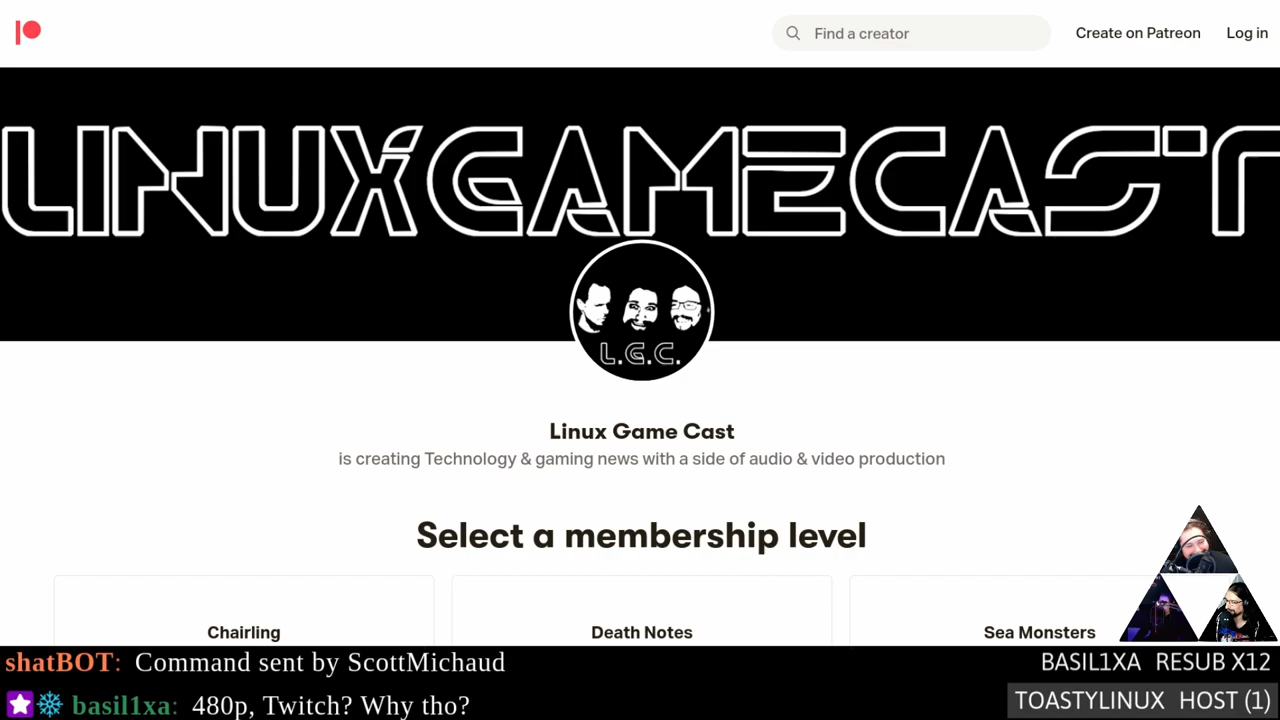 Find a creator
Create on Patreon
Log in
LINUXGAMECAST
L.G.C.
Linux Game Cast
is creating Technology & gaming news with a side of audio & video production
Select a membership level
Chairling
Death Notes
Sea Monsters
shatBOT: Command sent by ScottMichaud
BASIL1XA RESUB X12
basil1xa: 480p, Twitch? Why tho?
TOASTYLINUX HOST (1)